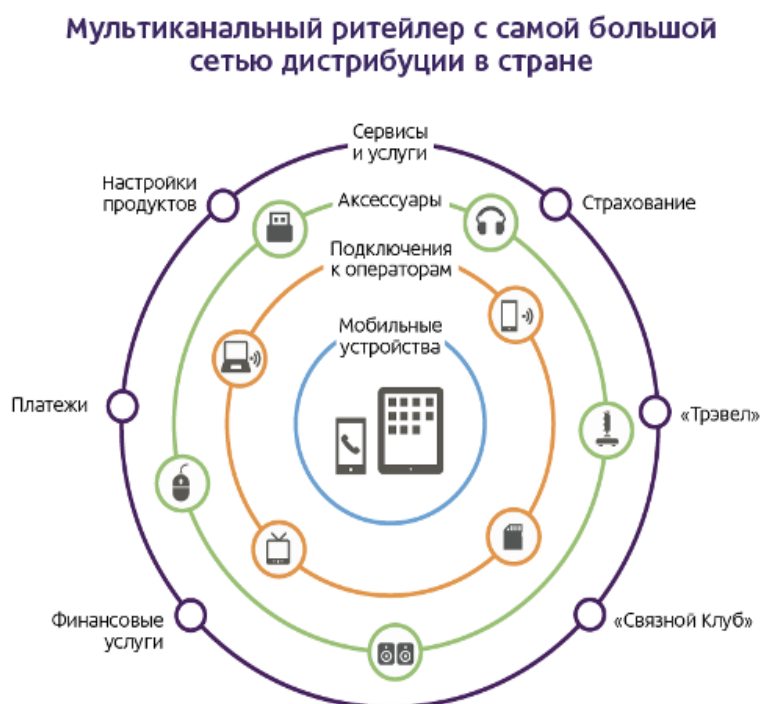 Мультиканальный ритейлер с самой большой
сетью дистрибуции в стране
Сервисы
и услуги
Настройки
продуктов
Аксессуары
Страхование
Подключения
к операторам
Мобильные
устройства
Платежи
«Трэвел»
Финансовые
услуги
«Связной Клуб»